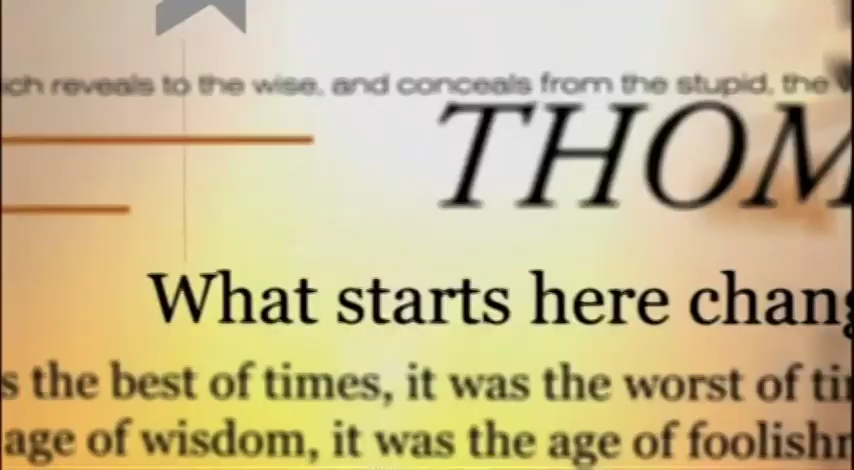 ch reveals to the wise, and conceals from the stupid, the
THOM
What starts here chang
s the best of times, it was the worst of ti
age of wisdom, it was the age of foolish